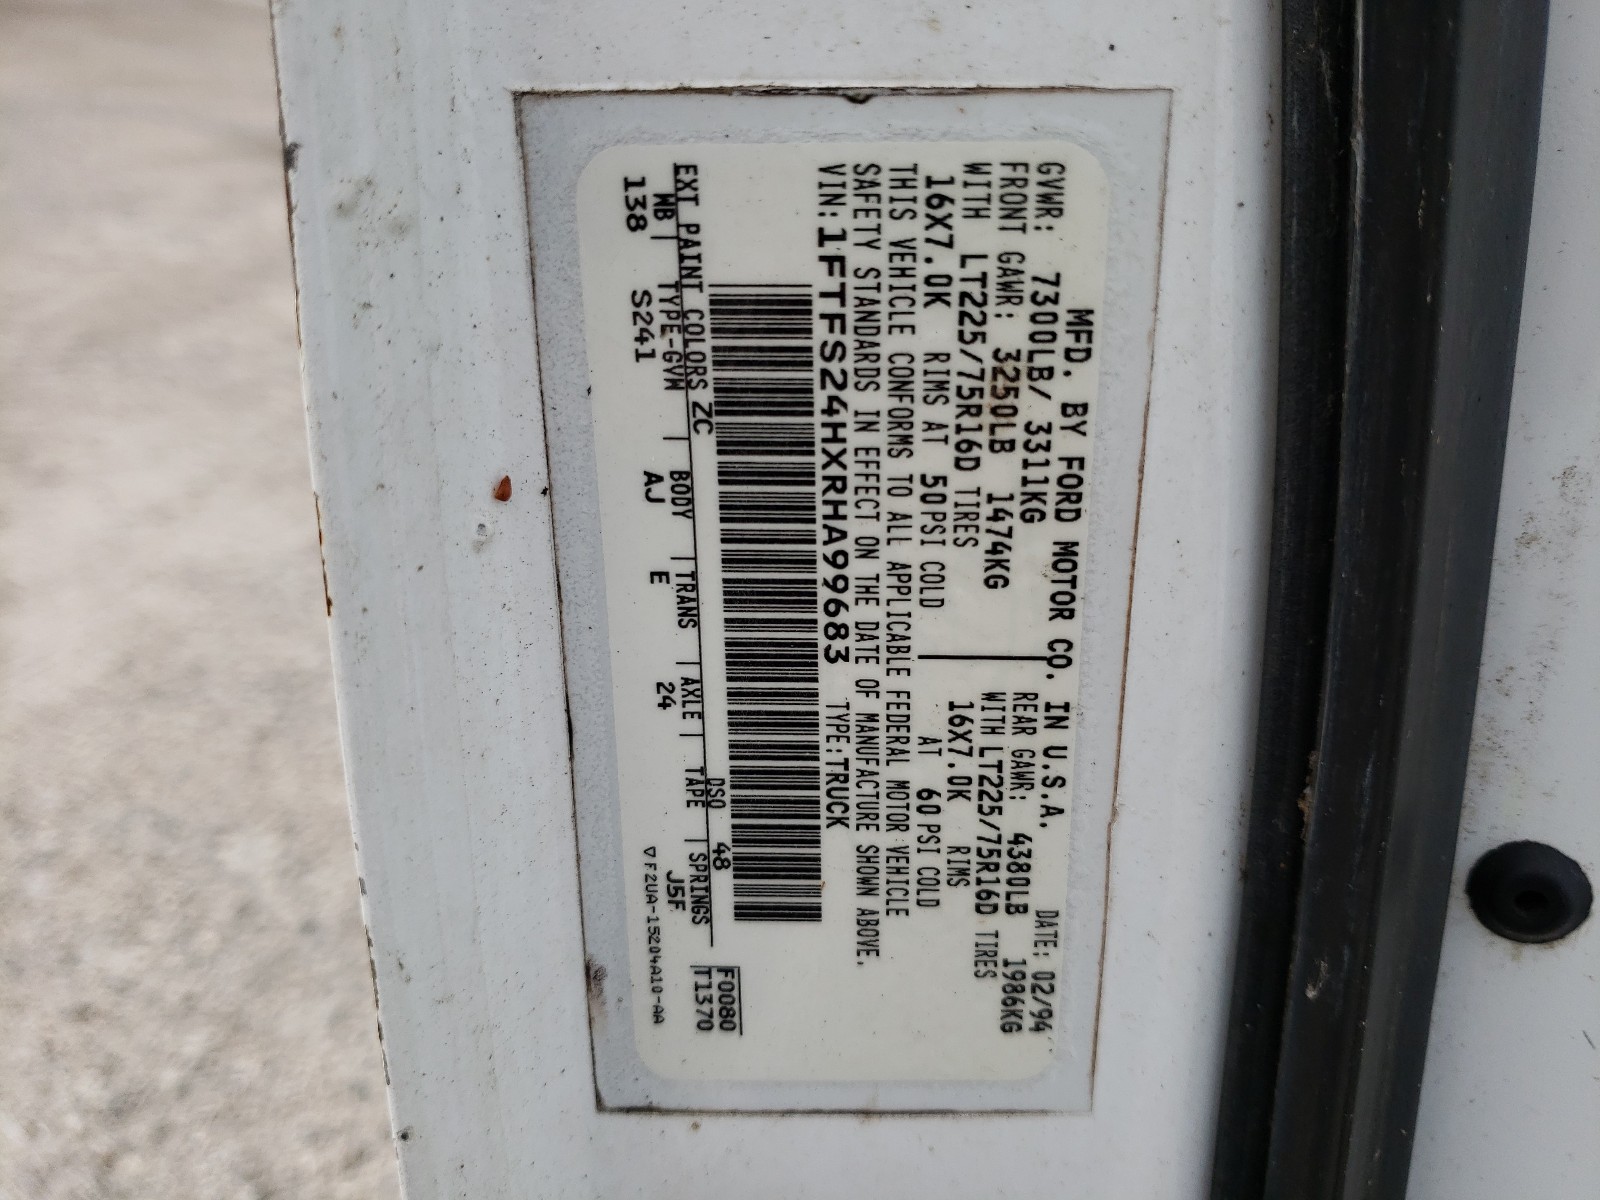 MFD. BY FORD MOTOR CO. IN U.S.A.
DATE: 02/94
GVWR: 7300LB/ 3311KG
FRONT GAWR: 3250LB 1474KG
WITH LT225/75R16D TIRES
16X7.0K RIMS AT 50PSI COLD
REAR GAWR: 4380LB 1986KG
WITH LT225/75R16D TIRES
16X7.0K RIMS
AT 60PSI COLD
THIS VEHICLE CONFORMS TO ALL APPLICABLE FEDERAL MOTOR VEHICLE
SAFETY STANDARDS IN EFFECT ON THE DATE OF MANUFACTURE SHOWN ABOVE.
VIN: 1FTFS24HXRHA99683 TYPE: TRUCK
EXT PAINT COLORS ZC DSO 48 F0080
WB | TYPE-GVW | BODY | TRANS | AXLE | TAPE | SPRINGS T1370
138 S241 AJ E 24 J5F
▽F2UA-15204A10-AA